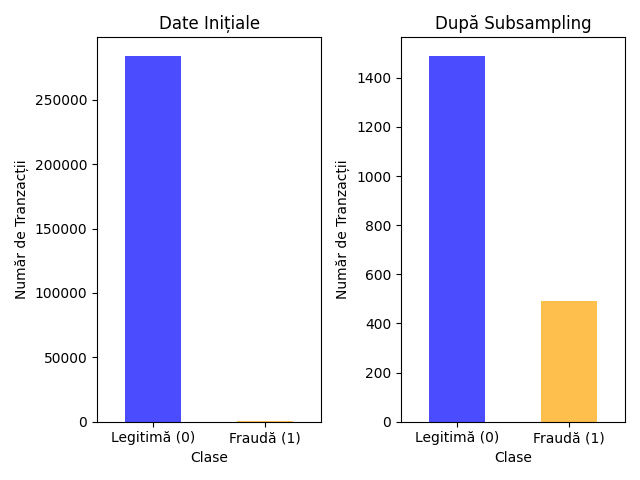 Date Inițiale
Număr de Tranzacții
250000
200000
150000
100000
50000
0
Legitimă (0)
Fraudă (1)
Clase
După Subsampling
Număr de Tranzacții
1400
1200
1000
800
600
400
200
0
Legitimă (0)
Fraudă (1)
Clase